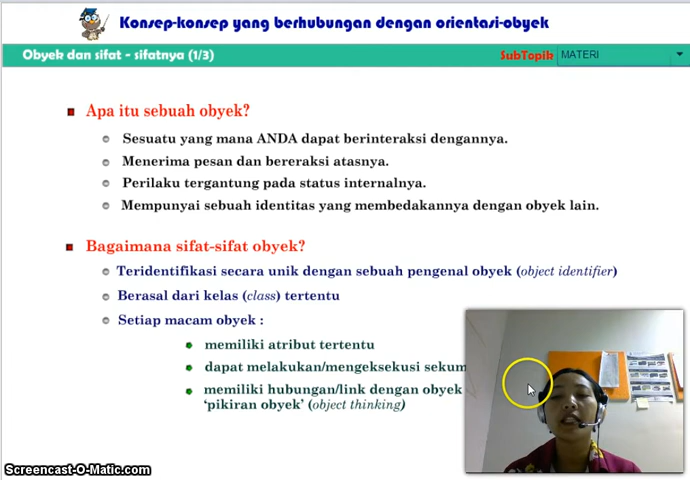 Konsep-konsep yang berhubungan dengan orientasi-obyek
Obyek dan sifat - sifatnya (1/3)
SubTopik MATERI
Apa itu sebuah obyek?
Sesuatu yang mana ANDA dapat berinteraksi dengannya.
Menerima pesan dan bereraksi atasnya.
Perilaku tergantung pada status internalnya.
Mempunyai sebuah identitas yang membedakannya dengan obyek lain.
Bagaimana sifat-sifat obyek?
Teridentifikasi secara unik dengan sebuah pengenal obyek (object identifier)
Berasal dari kelas (class) tertentu
Setiap macam obyek :
memiliki atribut tertentu
dapat melakukan/mengeksekusi sekum
memiliki hubungan/link dengan obyek
'pikiran obyek' (object thinking)
Screencast-O-Matic.com